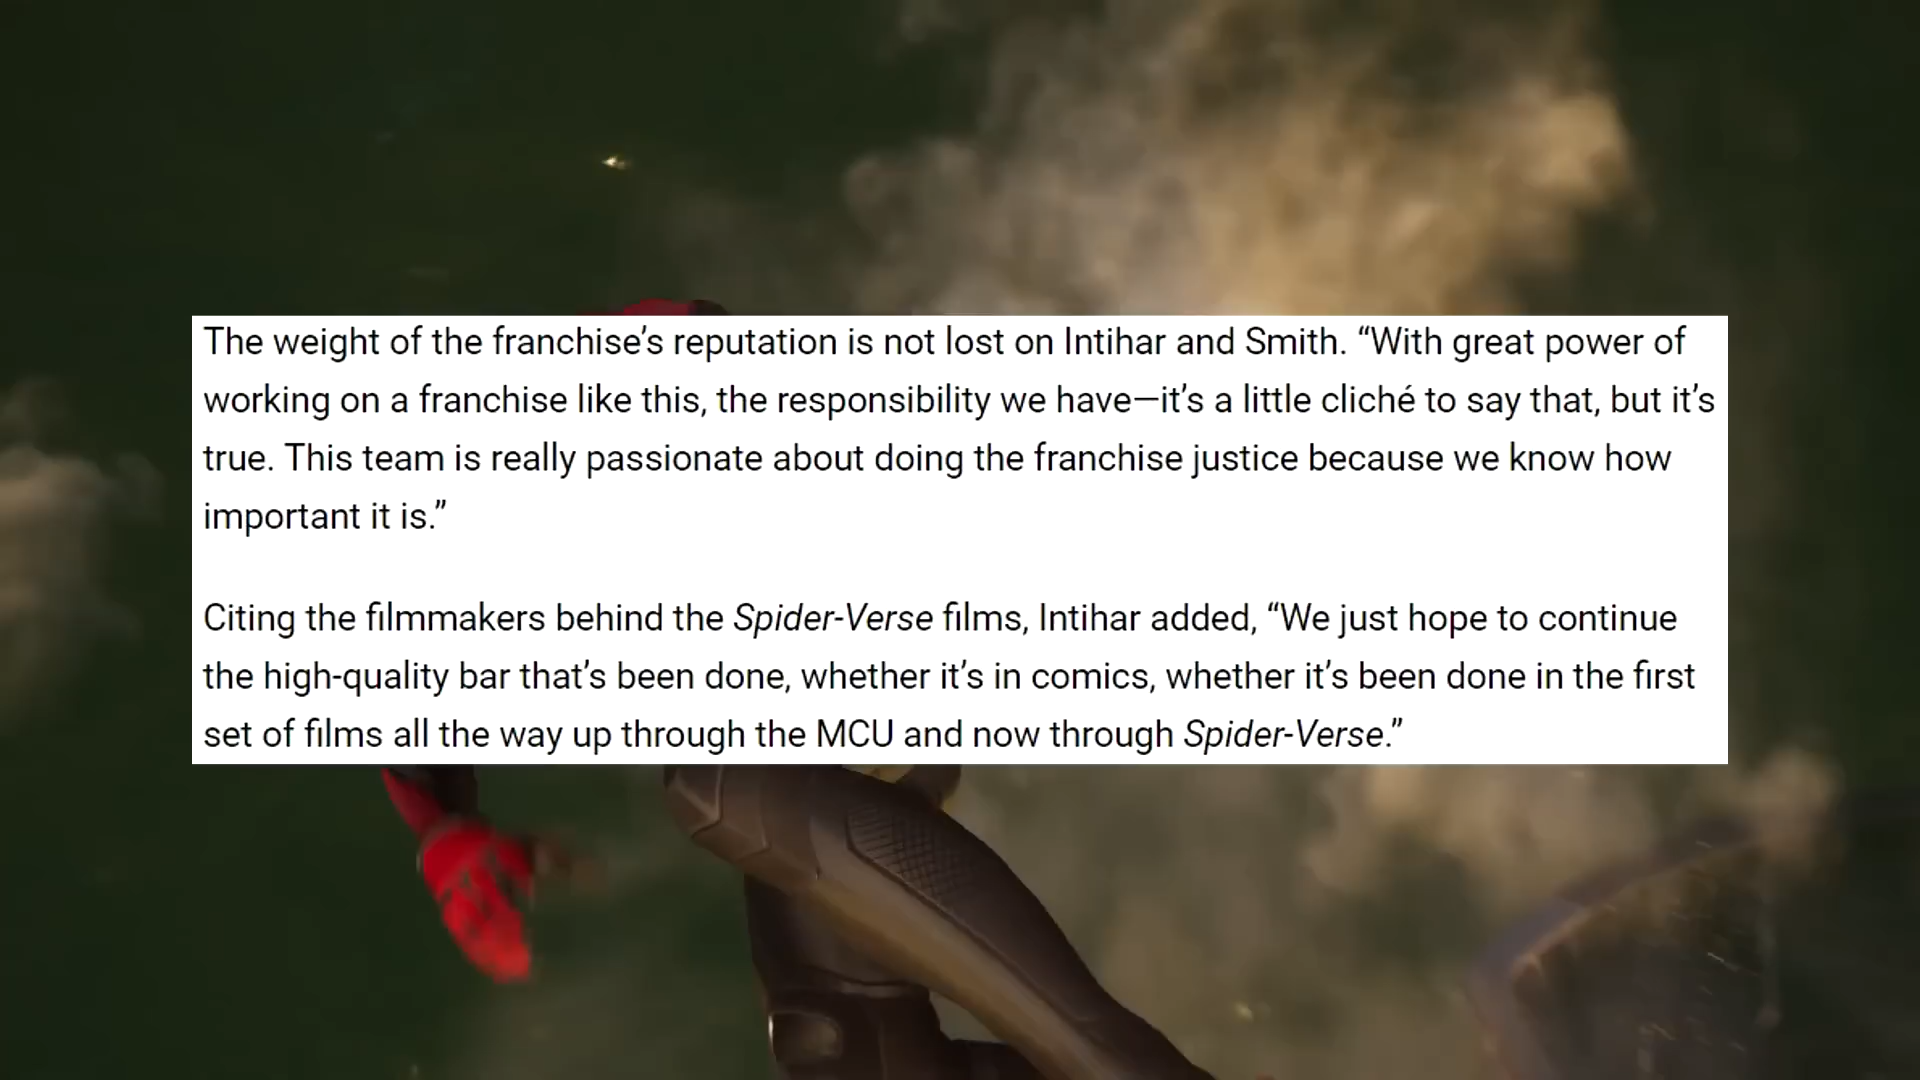 The weight of the franchise’s reputation is not lost on Intihar and Smith. “With great power of
working on a franchise like this, the responsibility we have—it’s a little cliché to say that, but it’s
true. This team is really passionate about doing the franchise justice because we know how
important it is.”
Citing the filmmakers behind the Spider-Verse films, Intihar added, “We just hope to continue
the high-quality bar that’s been done, whether it’s in comics, whether it’s been done in the first
set of films all the way up through the MCU and now through Spider-Verse.”